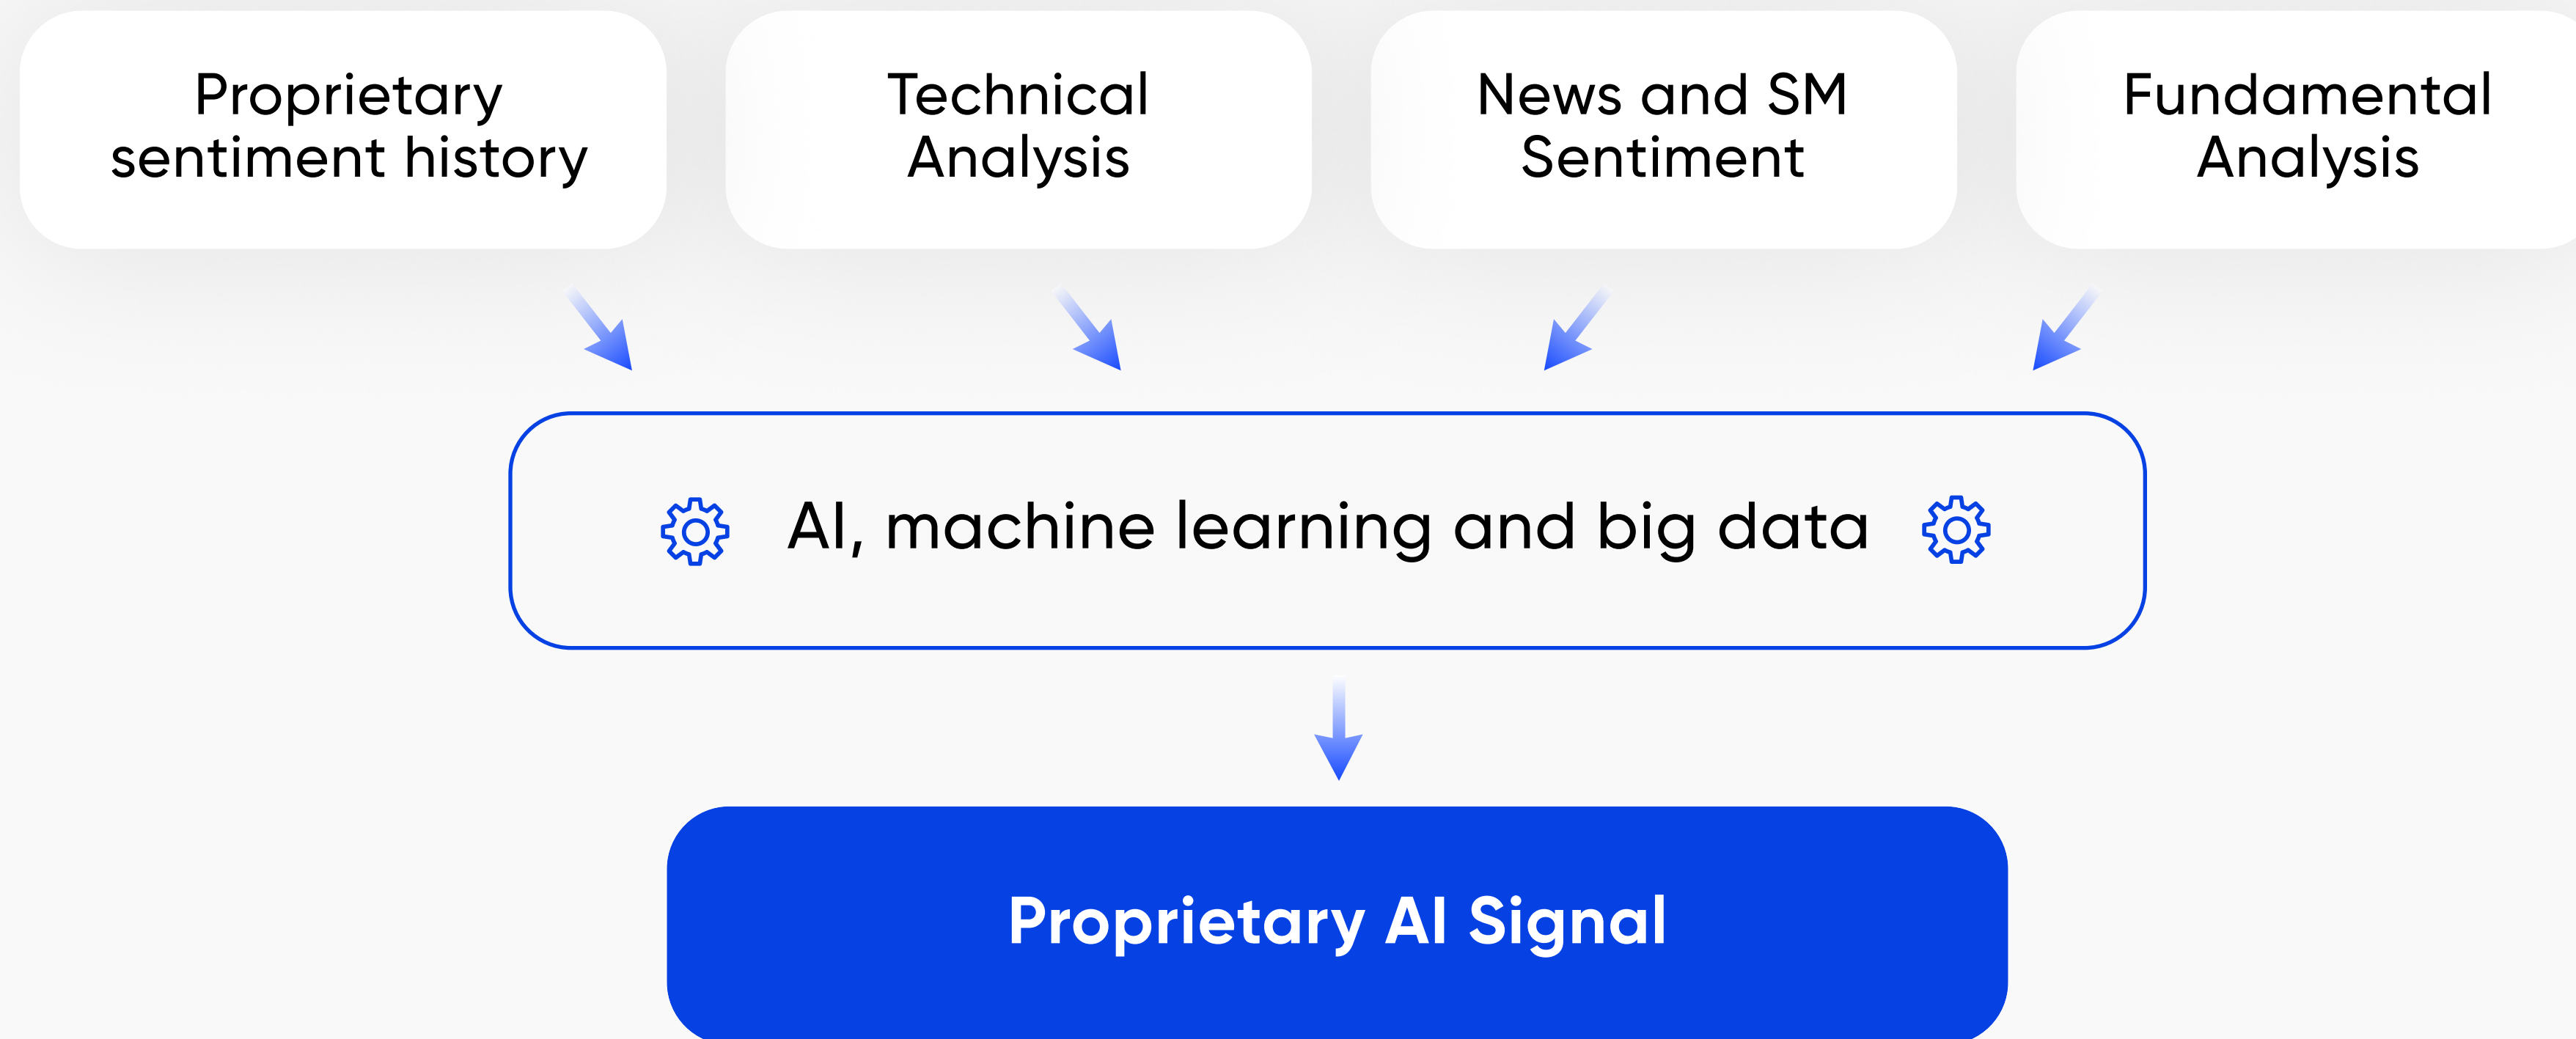 Proprietary
sentiment history
Technical
Analysis
News and SM
Sentiment
Fundamental
Analysis
AI, machine learning and big data
Proprietary AI Signal